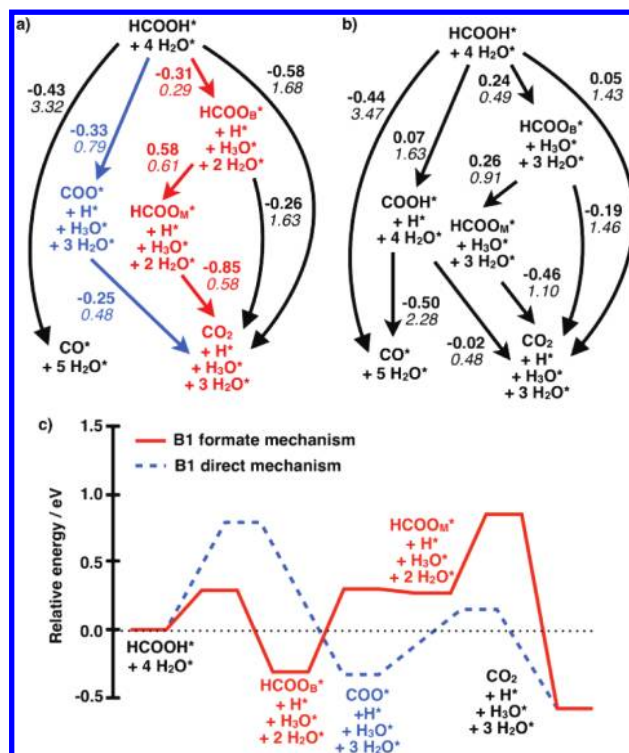 a)
HCOOH*
+ 4 H₂O*
-0.43
3.32
-0.31
0.29
-0.58
1.68
HCOO_B*
+ H*
+ H₃O*
+ 2 H₂O*
-0.33
0.79
0.58
0.61
-0.26
1.63
COO*
+ H*
+ H₃O*
+ 3 H₂O*
HCOO_M*
+ H*
+ H₃O*
+ 2 H₂O*
-0.85
0.58
-0.25
0.48
CO*
+ 5 H₂O*
CO₂
+ H*
+ H₃O*
+ 3 H₂O*
b)
HCOOH*
+ 4 H₂O*
-0.44
3.47
0.24
0.49
0.05
1.43
0.07
1.63
HCOO_B*
+ H₃O*
+ 3 H₂O*
0.26
0.91
-0.19
1.46
COOH*
+ H*
+ 4 H₂O*
HCOO_M*
+ H₃O*
+ 3 H₂O*
-0.46
1.10
-0.50
2.28
-0.02
0.48
CO*
+ 5 H₂O*
CO₂
+ H*
+ H₃O*
+ 3 H₂O*
c)
Relative energy / eV
1.5
1.0
0.5
0.0
-0.5
B1 formate mechanism
B1 direct mechanism
HCOOH*
+ 4 H₂O*
HCOO_B*
+ H*
+ H₃O*
+ 2 H₂O*
COO*
+H*
+ H₃O*
+ 3 H₂O*
HCOO_M*
+ H*
+ H₃O*
+ 2 H₂O*
CO₂
+ H*
+ H₃O*
+ 3 H₂O*